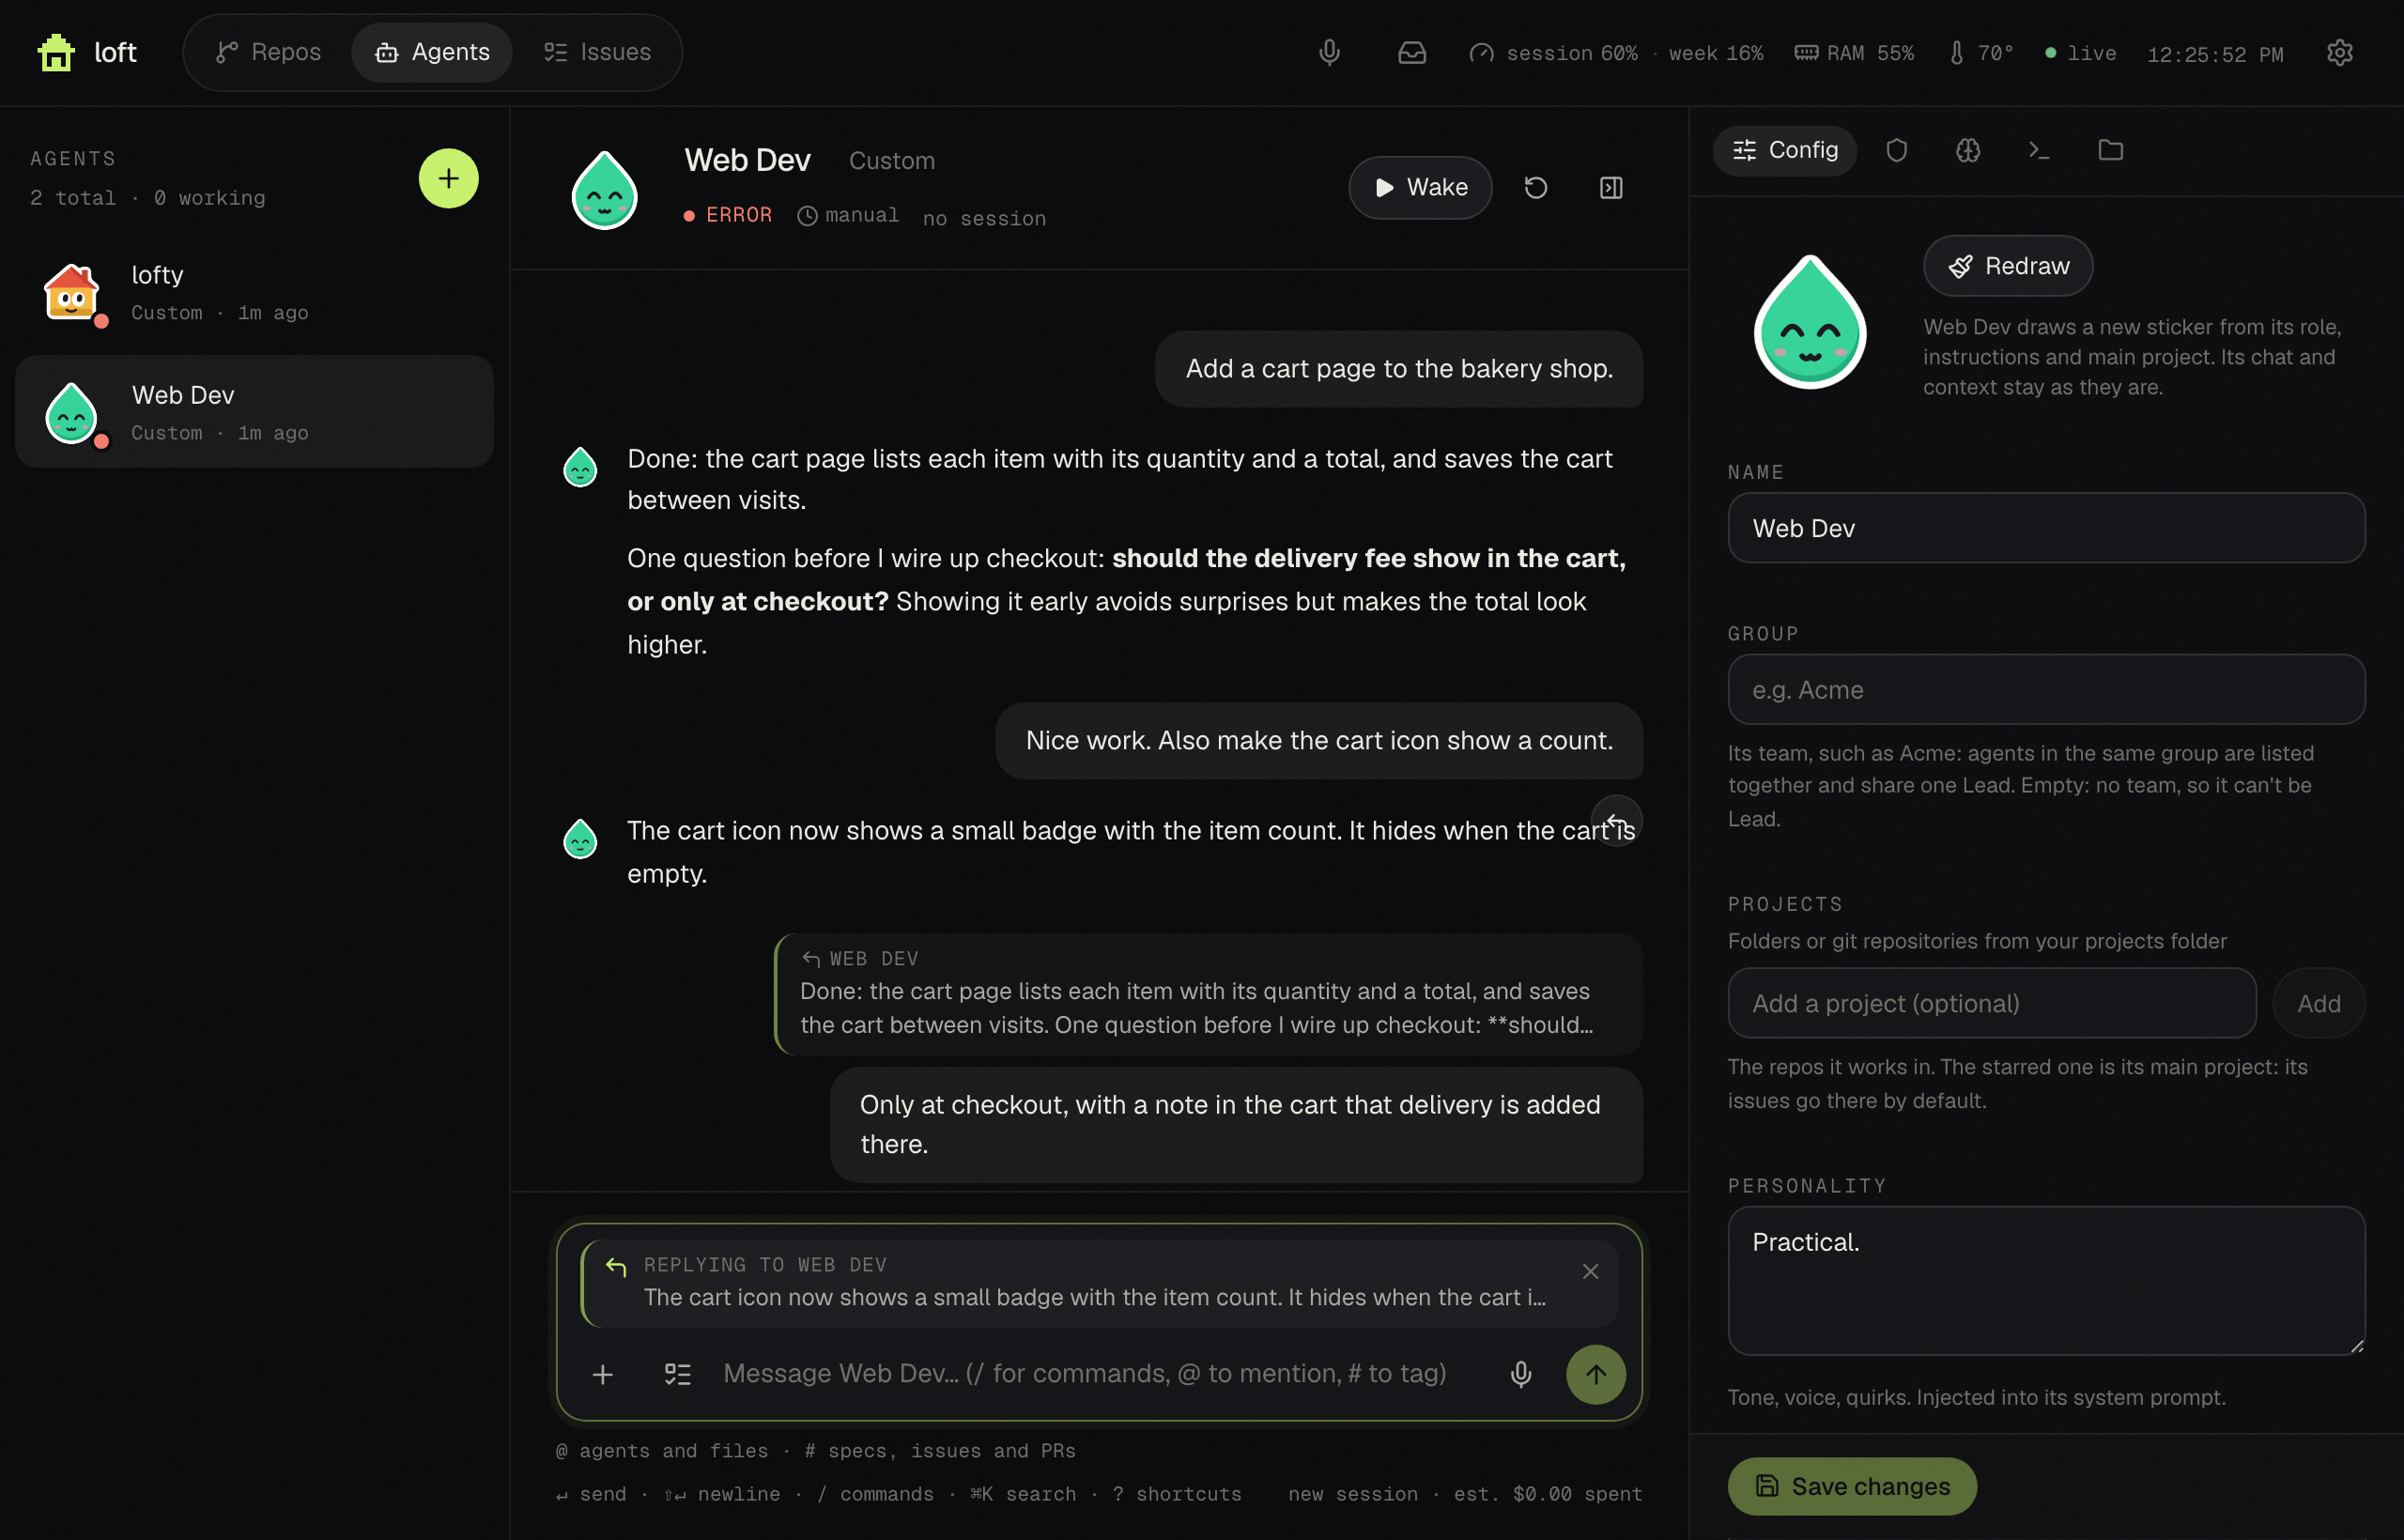 loft
Repos
Agents
Issues
session 60% · week 16%
RAM 55%
70°
live
12:25:52 PM
AGENTS
2 total · 0 working
lofty
Custom · 1m ago
Web Dev
Custom · 1m ago
Web Dev
Custom
ERROR
manual
no session
Wake
Add a cart page to the bakery shop.
Done: the cart page lists each item with its quantity and a total, and saves the cart
between visits.
One question before I wire up checkout: should the delivery fee show in the cart,
or only at checkout? Showing it early avoids surprises but makes the total look
higher.
Nice work. Also make the cart icon show a count.
The cart icon now shows a small badge with the item count. It hides when the cart is
empty.
WEB DEV
Done: the cart page lists each item with its quantity and a total, and saves
the cart between visits. One question before I wire up checkout: **should…
Only at checkout, with a note in the cart that delivery is added
there.
REPLYING TO WEB DEV
The cart icon now shows a small badge with the item count. It hides when the cart i…
Message Web Dev… (/ for commands, @ to mention, # to tag)
@ agents and files · # specs, issues and PRs
↵ send · ⇧↵ newline · / commands · ⌘K search · ? shortcuts
new session · est. $0.00 spent
Config
Redraw
Web Dev draws a new sticker from its role,
instructions and main project. Its chat and
context stay as they are.
NAME
Web Dev
GROUP
e.g. Acme
Its team, such as Acme: agents in the same group are listed
together and share one Lead. Empty: no team, so it can't be
Lead.
PROJECTS
Folders or git repositories from your projects folder
Add a project (optional)
Add
The repos it works in. The starred one is its main project: its
issues go there by default.
PERSONALITY
Practical.
Tone, voice, quirks. Injected into its system prompt.
Save changes